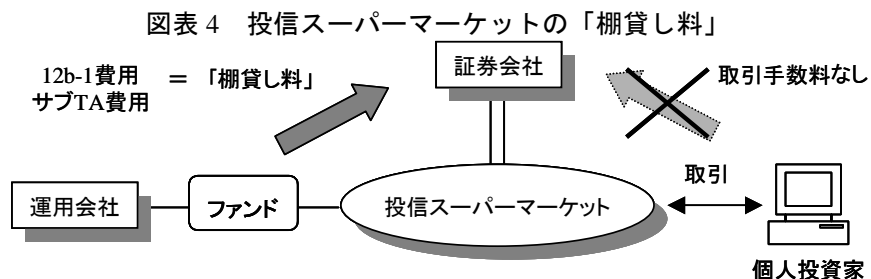 図表 4 投信スーパーマーケットの「棚貸し料」
12b-1費用
サブTA費用
= 「棚貸し料」
証券会社
取引手数料なし
運用会社
ファンド
投信スーパーマーケット
取引
個人投資家